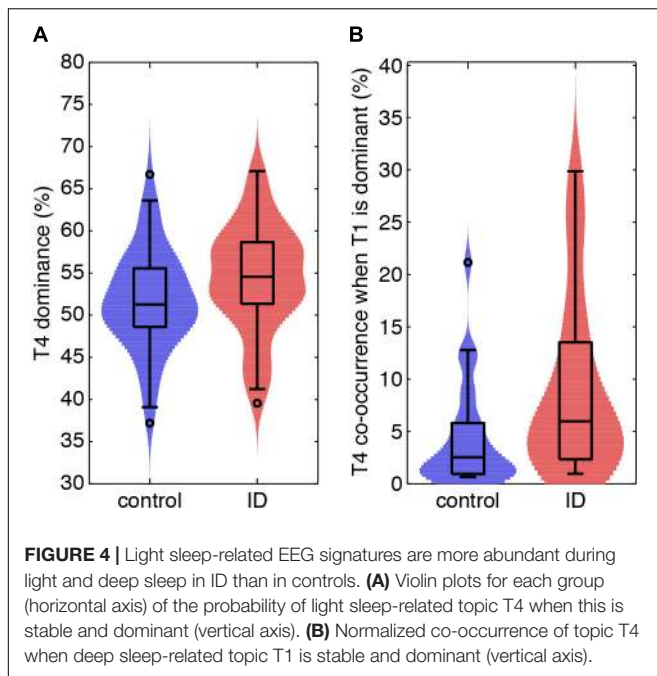 A
B
80
75
70
65
60
55
50
45
40
35
30
T4 dominance (%)
control
ID
40
35
30
25
20
15
10
5
0
T4 co-occurrence when T1 is dominant (%)
control
ID
FIGURE 4 | Light sleep-related EEG signatures are more abundant during
light and deep sleep in ID than in controls. (A) Violin plots for each group
(horizontal axis) of the probability of light sleep-related topic T4 when this is
stable and dominant (vertical axis). (B) Normalized co-occurrence of topic T4
when deep sleep-related topic T1 is stable and dominant (vertical axis).